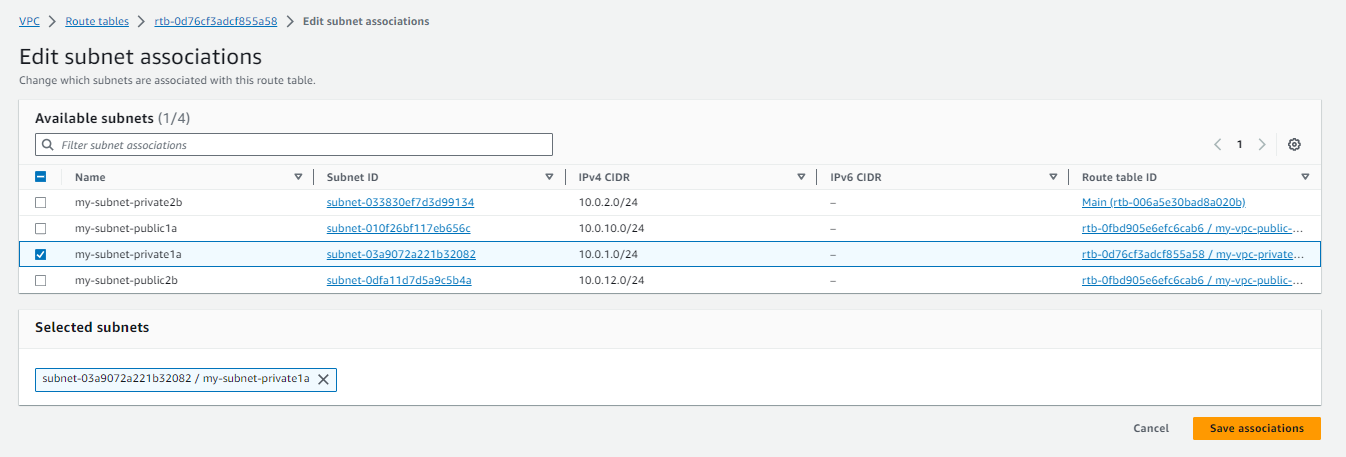 VPC > Route tables > rtb-0d76cf3adcf855a58 > Edit subnet associations
Edit subnet associations
Change which subnets are associated with this route table.
Available subnets (1/4)
Filter subnet associations
1
Name Subnet ID IPv4 CIDR IPv6 CIDR Route table ID
my-subnet-private2b subnet-033830ef7d3d99134 10.0.2.0/24 – Main (rtb-006a5e30bad8a020b)
my-subnet-public1a subnet-010f26bf117eb656c 10.0.10.0/24 – rtb-0fbd905e6efc6cab6 / my-vpc-public-...
my-subnet-private1a subnet-03a9072a221b32082 10.0.1.0/24 – rtb-0d76cf3adcf855a58 / my-vpc-private...
my-subnet-public2b subnet-0dfa11d7d5a9c5b4a 10.0.12.0/24 – rtb-0fbd905e6efc6cab6 / my-vpc-public-...
Selected subnets
subnet-03a9072a221b32082 / my-subnet-private1a
Cancel Save associations